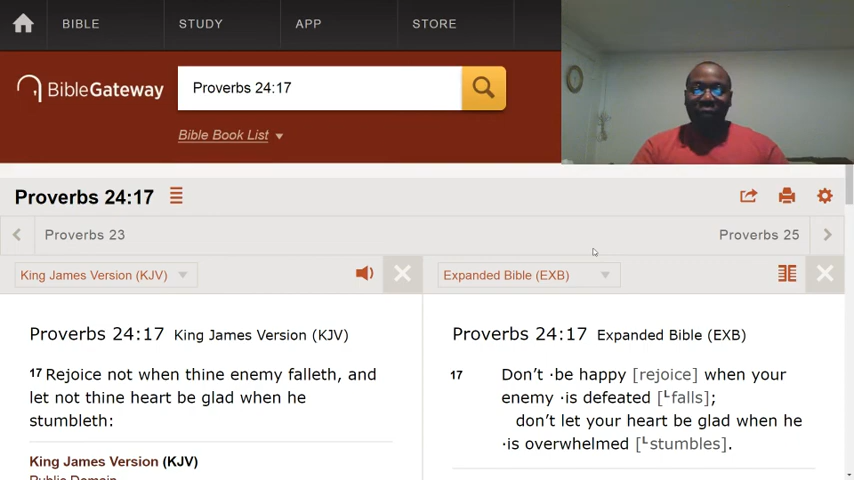 BIBLE STUDY APP STORE
BibleGateway
Proverbs 24:17
Bible Book List
Proverbs 24:17
Proverbs 23
Proverbs 25
King James Version (KJV)
Expanded Bible (EXB)
Proverbs 24:17 King James Version (KJV)
17 Rejoice not when thine enemy falleth, and
let not thine heart be glad when he
stumbleth:
King James Version (KJV)
Public Domain
Proverbs 24:17 Expanded Bible (EXB)
17 Don’t ·be happy [rejoice] when your
enemy ·is defeated [ᴸfalls];
don’t let your heart be glad when he
·is overwhelmed [ᴸstumbles].